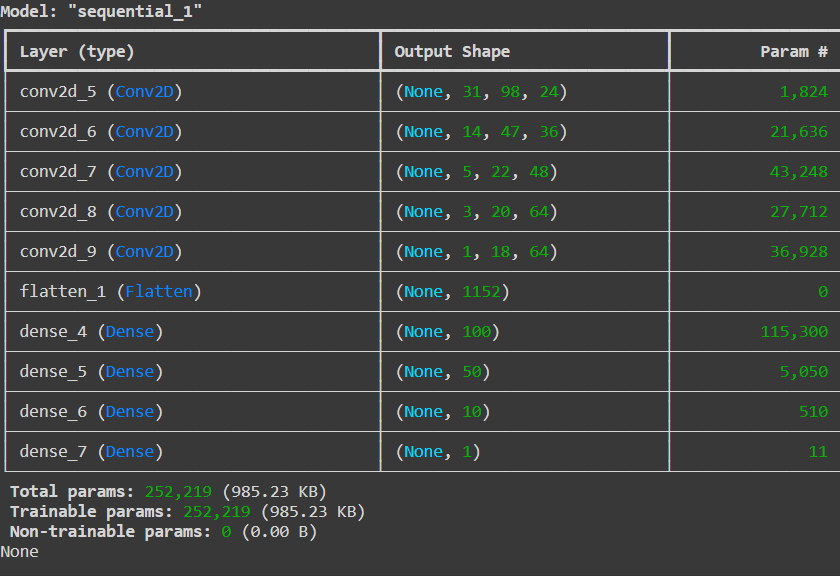 Model: "sequential_1"
Layer (type) Output Shape Param #
conv2d_5 (Conv2D) (None, 31, 98, 24) 1,824
conv2d_6 (Conv2D) (None, 14, 47, 36) 21,636
conv2d_7 (Conv2D) (None, 5, 22, 48) 43,248
conv2d_8 (Conv2D) (None, 3, 20, 64) 27,712
conv2d_9 (Conv2D) (None, 1, 18, 64) 36,928
flatten_1 (Flatten) (None, 1152) 0
dense_4 (Dense) (None, 100) 115,300
dense_5 (Dense) (None, 50) 5,050
dense_6 (Dense) (None, 10) 510
dense_7 (Dense) (None, 1) 11
Total params: 252,219 (985.23 KB)
Trainable params: 252,219 (985.23 KB)
Non-trainable params: 0 (0.00 B)
None